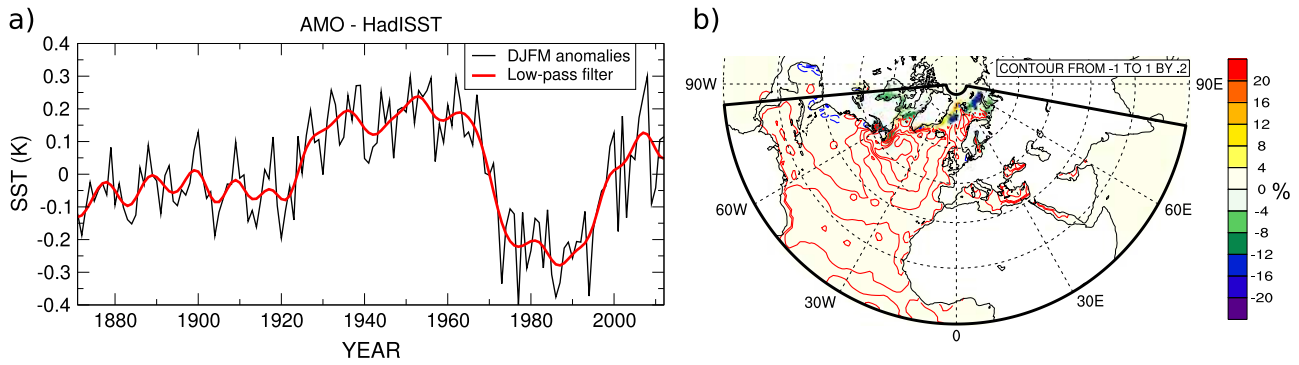 a)
AMO - HadISST
DJFM anomalies
Low-pass filter
SST (K)
0.4
0.3
0.2
0.1
0
-0.1
-0.2
-0.3
-0.4
1880
1900
1920
1940
1960
1980
2000
YEAR
b)
CONTOUR FROM -1 TO 1 BY .2
90W
90E
60W
60E
30W
30E
0
20
16
12
8
4
0
-4
-8
-12
-16
-20
%